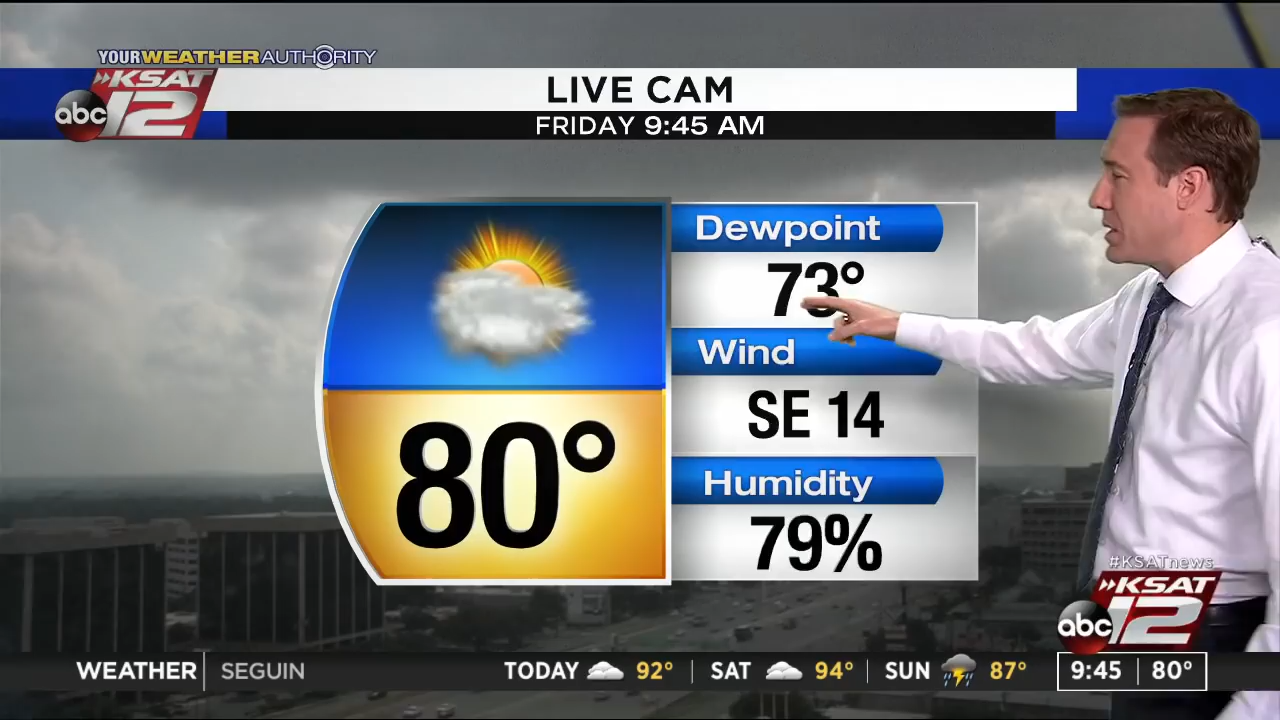 YOURWEATHERAUTHORITY
KSAT
abc 12
LIVE CAM
FRIDAY 9:45 AM
Dewpoint
73°
Wind
SE 14
80°
Humidity
79%
#KSATnews
KSAT
abc 12
WEATHER | SEGUIN TODAY 92° | SAT 94° | SUN 87° 9:45 | 80°